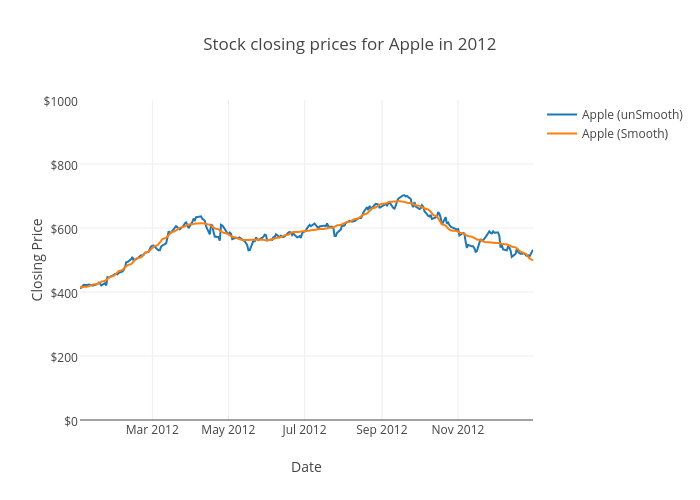 Stock closing prices for Apple in 2012
$1000
$800
$600
$400
$200
$0
Closing Price
Mar 2012 May 2012 Jul 2012 Sep 2012 Nov 2012
Date
Apple (unSmooth)
Apple (Smooth)